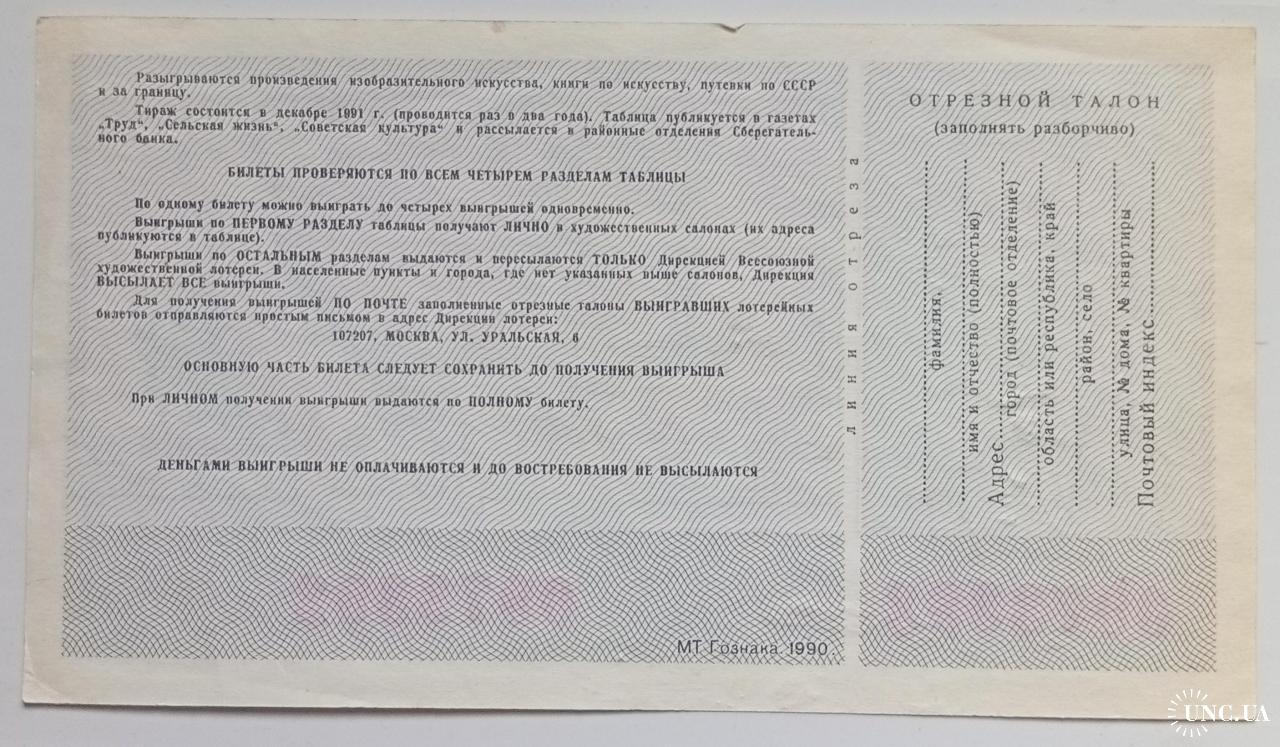 Разыгрываются произведения изобразительного искусства, книги по искусству, путевки по СССР
и за границу.
Тираж состоится в декабре 1991 г. (проводится раз в два года). Таблица публикуется в газетах
„Труд“, „Сельская жизнь“, „Советская культура“ и рассылается в районные отделения Сберегатель-
ного банка.
БИЛЕТЫ ПРОВЕРЯЮТСЯ ПО ВСЕМ ЧЕТЫРЕМ РАЗДЕЛАМ ТАБЛИЦЫ
По одному билету можно выиграть до четырех выигрышей одновременно.
Выигрыши по ПЕРВОМУ РАЗДЕЛУ таблицы получают ЛИЧНО в художественных салонах (их адреса
публикуются в таблице).
Выигрыши по ОСТАЛЬНЫМ разделам выдаются и пересылаются ТОЛЬКО Дирекцией Всесоюзной
художественной лотереи. В населенные пункты и города, где нет указанных выше салонов, Дирекция
ВЫСЫЛАЕТ ВСЕ выигрыши.
Для получения выигрышей ПО ПОЧТЕ заполненные отрезные талоны ВЫИГРАВШИХ лотерейных
билетов отправляются простым письмом в адрес Дирекции лотереи:
107207, МОСКВА, УЛ. УРАЛЬСКАЯ, 6
ОСНОВНУЮ ЧАСТЬ БИЛЕТА СЛЕДУЕТ СОХРАНИТЬ ДО ПОЛУЧЕНИЯ ВЫИГРЫША
При ЛИЧНОМ получении выигрыши выдаются по ПОЛНОМУ билету.
ДЕНЬГАМИ ВЫИГРЫШИ НЕ ОПЛАЧИВАЮТСЯ И ДО ВОСТРЕБОВАНИЯ НЕ ВЫСЫЛАЮТСЯ
МТ Гознака. 1990.
линия отреза
ОТРЕЗНОЙ ТАЛОН
(заполнять разборчиво)
фамилия,
имя и отчество (полностью)
Адрес
город (почтовое отделение)
область или республика, край
район, село
улица, № дома, № квартиры
Почтовый индекс
UNC.UA